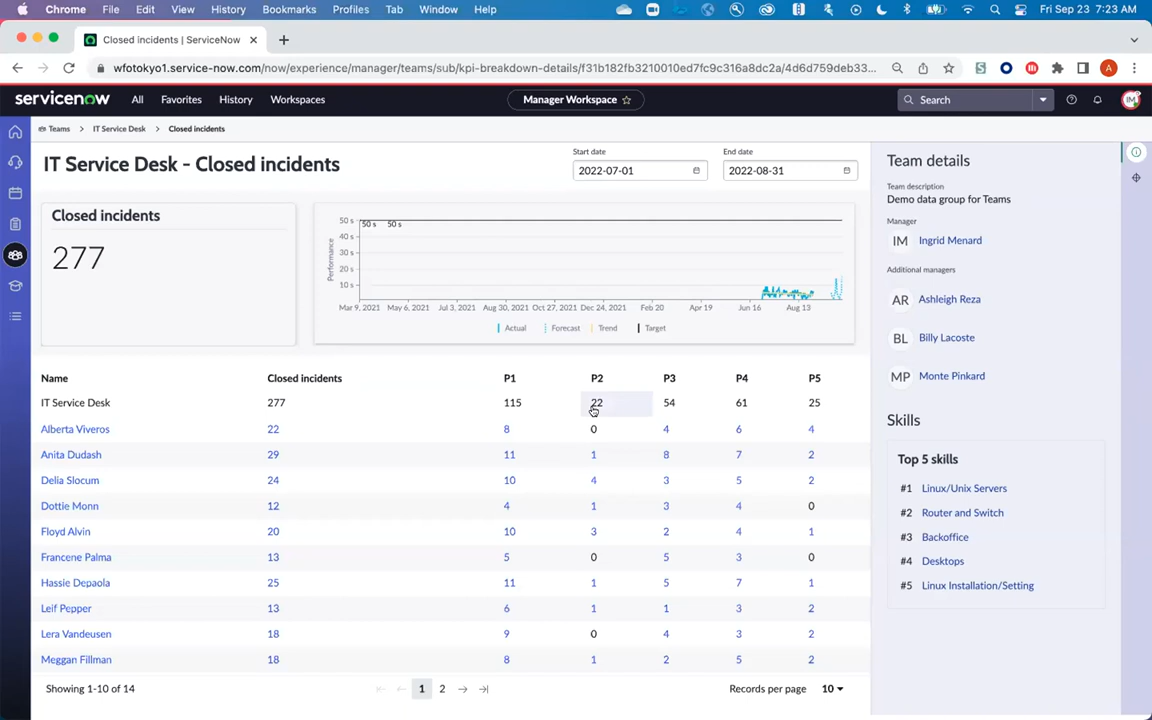 Chrome File Edit View History Bookmarks Profiles Tab Window Help Fri Sep 23 7:23 AM
Closed incidents | ServiceNow
wfotokyo1.service-now.com/now/experience/manager/teams/sub/kpi-breakdown-details/f31b182fb3210010ed7fc9c316a8dc2a/4d6d759deb33...
A
servicenow All Favorites History Workspaces Manager Workspace Search IM
Teams > IT Service Desk > Closed incidents
IT Service Desk - Closed incidents
Start date End date
2022-07-01 2022-08-31
Closed incidents
277
Performance
50 s
40 s
30 s
20 s
10 s
50 s 50 s
Mar 9, 2021 May 6, 2021 Jul 3, 2021 Aug 30, 2021 Oct 27, 2021 Dec 24, 2021 Feb 20 Apr 19 Jun 16 Aug 13
Actual Forecast Trend Target
Name Closed incidents P1 P2 P3 P4 P5
IT Service Desk 277 115 22 54 61 25
Alberta Viveros 22 8 0 4 6 4
Anita Dudash 29 11 1 8 7 2
Delia Slocum 24 10 4 3 5 2
Dottie Monn 12 4 1 3 4 0
Floyd Alvin 20 10 3 2 4 1
Francene Palma 13 5 0 5 3 0
Hassie Depaola 25 11 1 5 7 1
Leif Pepper 13 6 1 1 3 2
Lera Vandeusen 18 9 0 4 3 2
Meggan Fillman 18 8 1 2 5 2
Showing 1-10 of 14 1 2 Records per page 10
Team details
Team description
Demo data group for Teams
Manager
IM Ingrid Menard
Additional managers
AR Ashleigh Reza
BL Billy Lacoste
MP Monte Pinkard
Skills
Top 5 skills
#1 Linux/Unix Servers
#2 Router and Switch
#3 Backoffice
#4 Desktops
#5 Linux Installation/Setting